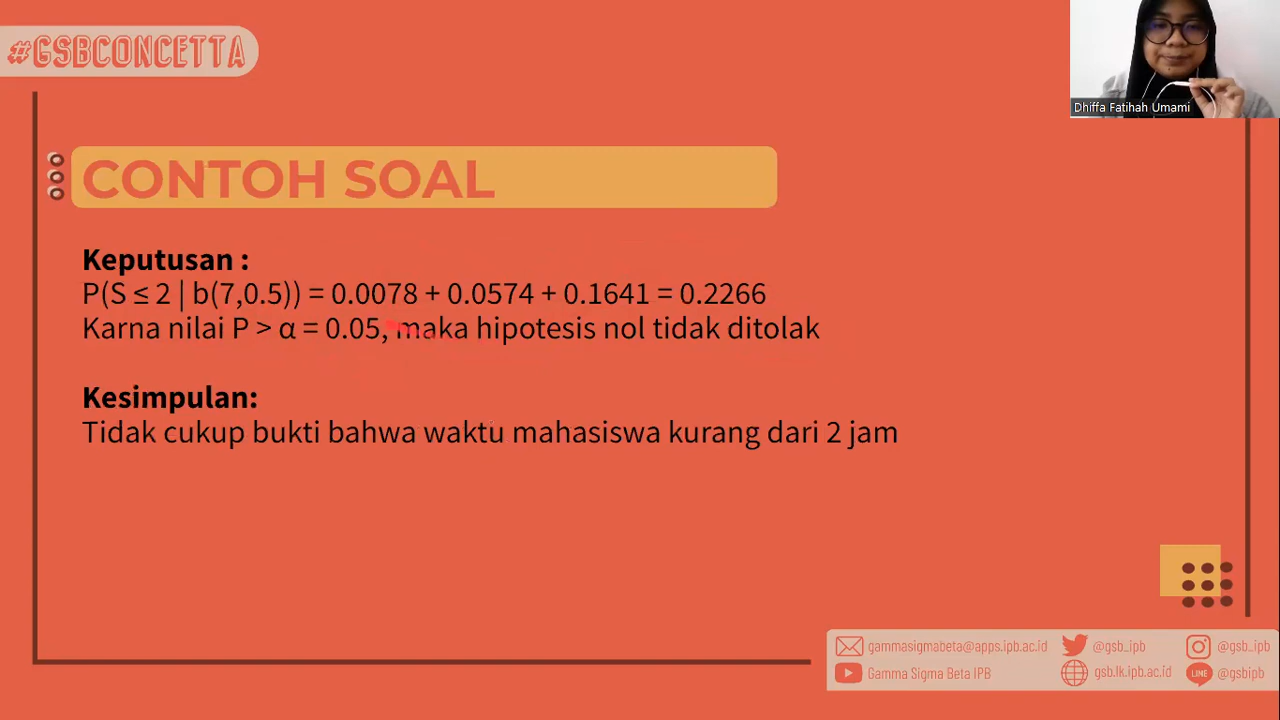 #GSBCONCETTA
Dhiffa Fatihah Umami
CONTOH SOAL
Keputusan :
P(S ≤ 2 | b(7,0.5)) = 0.0078 + 0.0574 + 0.1641 = 0.2266
Karna nilai P > α = 0.05, maka hipotesis nol tidak ditolak
Kesimpulan:
Tidak cukup bukti bahwa waktu mahasiswa kurang dari 2 jam
gammasigmabeta@apps.ipb.ac.id @gsb_ipb @gsb_ipb
Gamma Sigma Beta IPB gsb.lk.ipb.ac.id LINE @gsbipb